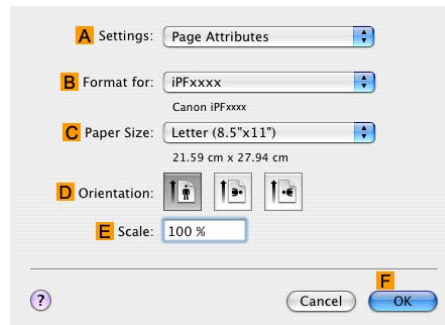 A Settings: Page Attributes
B Format for: iPFxxxx
Canon iPFxxxx
C Paper Size: Letter (8.5"x11")
21.59 cm x 27.94 cm
D Orientation:
E Scale: 100 %
F
? Cancel OK